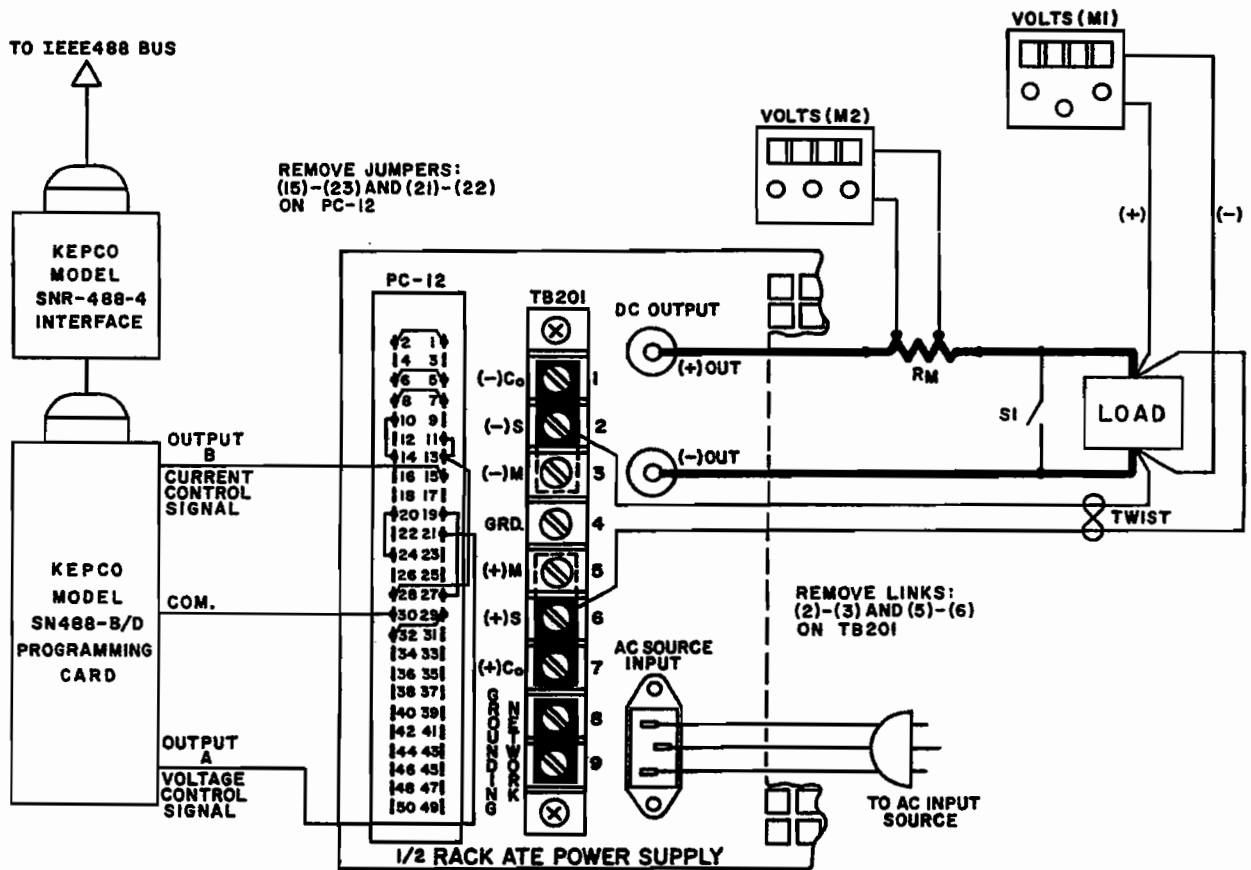 TO IEEE488 BUS
KEPCO
MODEL
SNR-488-4
INTERFACE
KEPCO
MODEL
SN488-B/D
PROGRAMMING
CARD
OUTPUT
B
CURRENT
CONTROL
SIGNAL
COM.
OUTPUT
A
VOLTAGE
CONTROL
SIGNAL
REMOVE JUMPERS:
(15)-(23) AND (21)-(22)
ON PC-12
PC-12
2 1
4 3
6 5
8 7
10 9
12 11
14 13
16 15
18 17
20 19
22 21
24 23
26 25
28 27
30 29
32 31
34 33
36 35
38 37
40 39
42 41
44 43
46 45
48 47
50 49
TB201
(-)Co 1
(-)S 2
(-)M 3
GRD. 4
(+)M 5
(+)S 6
(+)Co 7
8
9
GROUNDING
NETWORK
DC OUTPUT
(+)OUT
(-)OUT
VOLTS(M2)
VOLTS(M1)
(+)
(-)
RM
S1
LOAD
TWIST
REMOVE LINKS:
(2)-(3) AND (5)-(6)
ON TB201
AC SOURCE
INPUT
TO AC INPUT
SOURCE
1/2 RACK ATE POWER SUPPLY